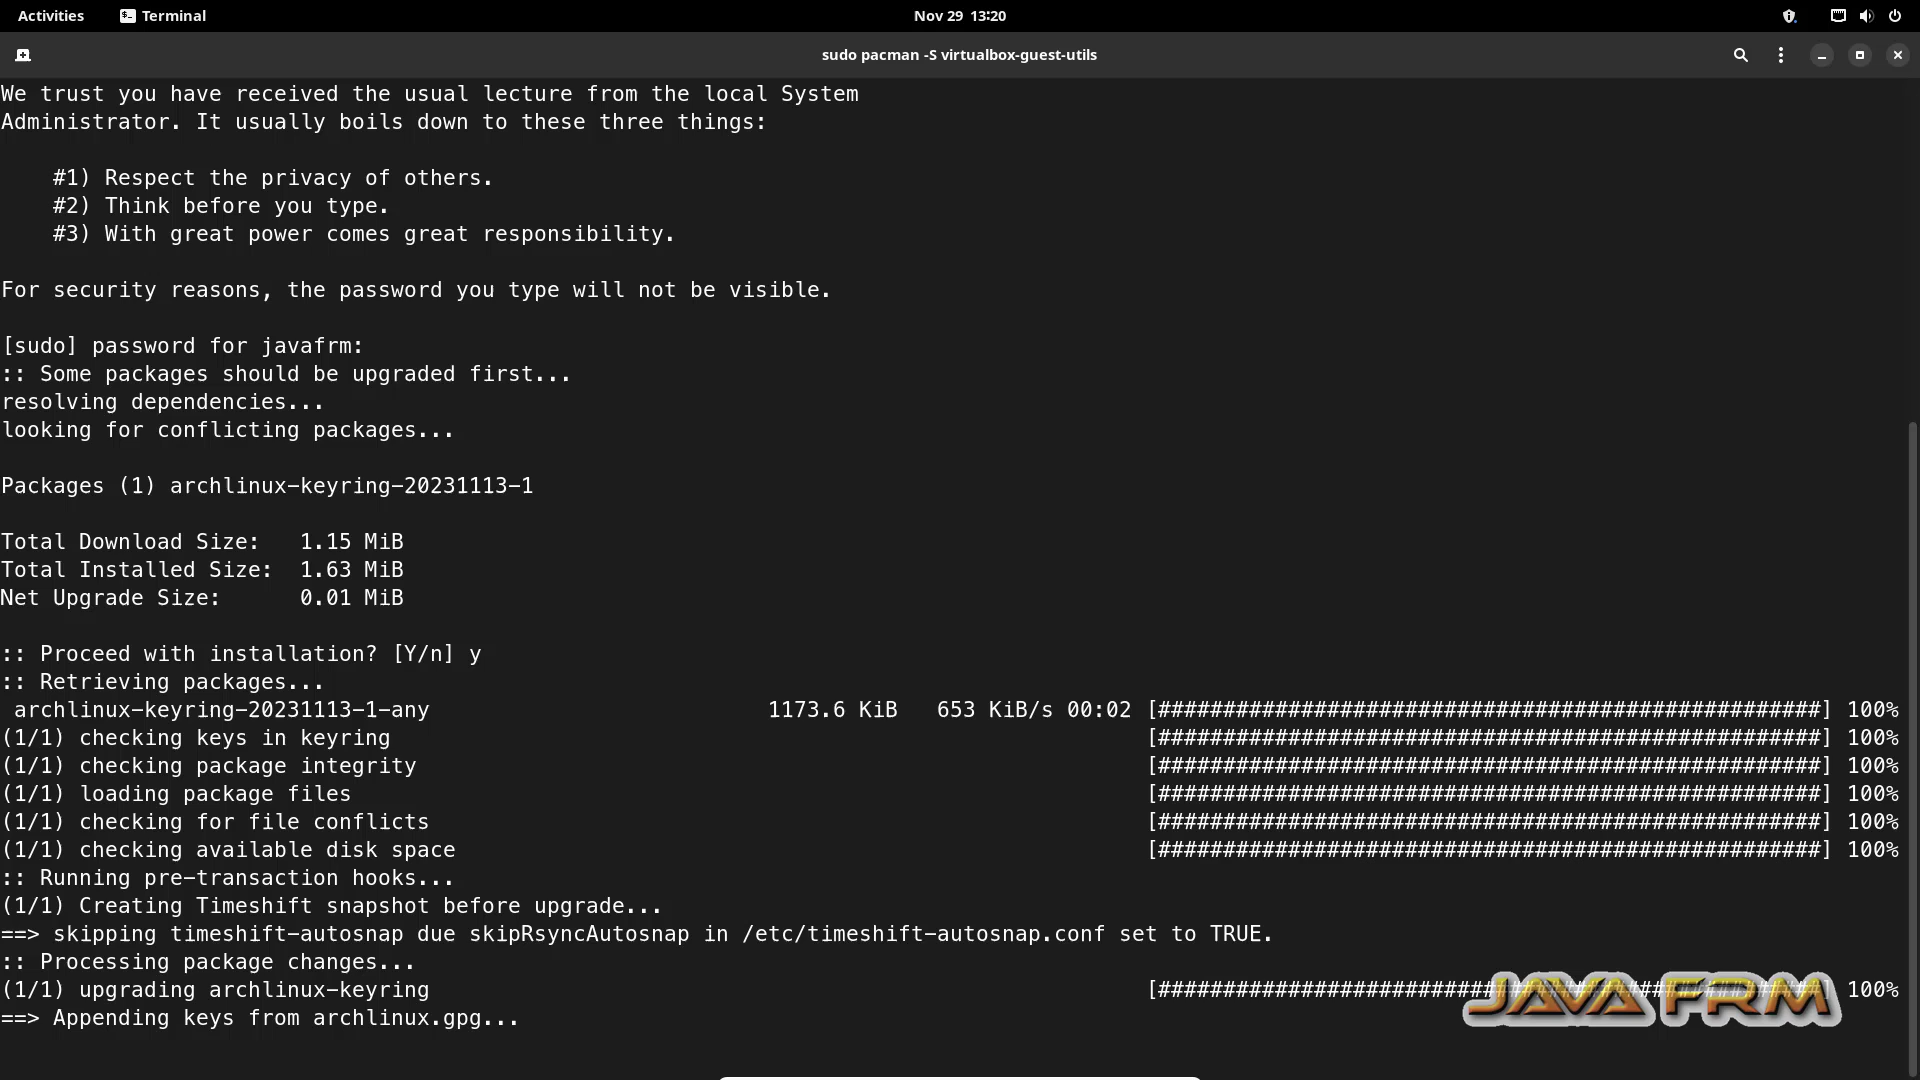 Activities
Terminal
Nov 29 13:20
sudo pacman -S virtualbox-guest-utils
We trust you have received the usual lecture from the local System
Administrator. It usually boils down to these three things:
#1) Respect the privacy of others.
#2) Think before you type.
#3) With great power comes great responsibility.
For security reasons, the password you type will not be visible.
[sudo] password for javafrm:
:: Some packages should be upgraded first...
resolving dependencies...
looking for conflicting packages...
Packages (1) archlinux-keyring-20231113-1
Total Download Size: 1.15 MiB
Total Installed Size: 1.63 MiB
Net Upgrade Size: 0.01 MiB
:: Proceed with installation? [Y/n] y
:: Retrieving packages...
archlinux-keyring-20231113-1-any 1173.6 KiB 653 KiB/s 00:02 [###################################################] 100%
(1/1) checking keys in keyring [###################################################] 100%
(1/1) checking package integrity [###################################################] 100%
(1/1) loading package files [###################################################] 100%
(1/1) checking for file conflicts [###################################################] 100%
(1/1) checking available disk space [###################################################] 100%
:: Running pre-transaction hooks...
(1/1) Creating Timeshift snapshot before upgrade...
==> skipping timeshift-autosnap due skipRsyncAutosnap in /etc/timeshift-autosnap.conf set to TRUE.
:: Processing package changes...
(1/1) upgrading archlinux-keyring [###################################################] 100%
==> Appending keys from archlinux.gpg...
JAVA FRM